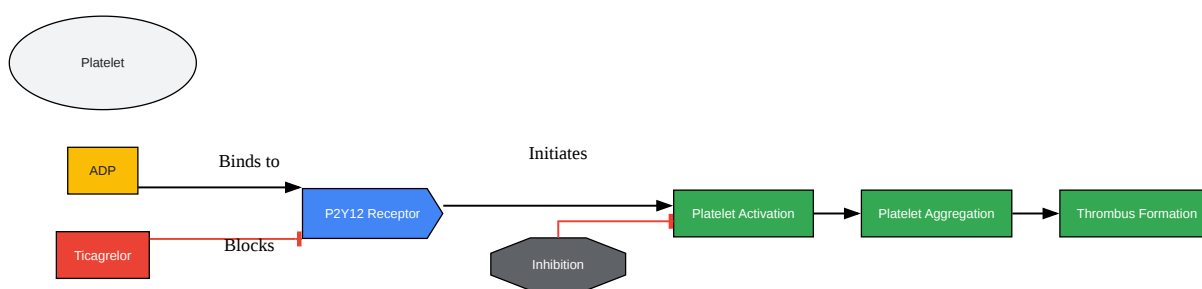 Platelet
ADP
Binds to
Initiates
P2Y12 Receptor
Platelet Activation
Platelet Aggregation
Thrombus Formation
Ticagrelor
Blocks
Inhibition